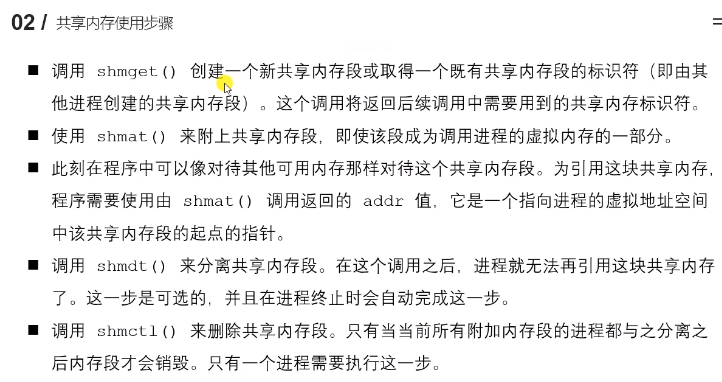 02 / 共享内存使用步骤
■ 调用 shmget() 创建一个新共享内存段或取得一个既有共享内存段的标识符（即由其
他进程创建的共享内存段）。这个调用将返回后续调用中需要用到的共享内存标识符。
■ 使用 shmat() 来附上共享内存段，即使该段成为调用进程的虚拟内存的一部分。
■ 此刻在程序中可以像对待其他可用内存那样对待这个共享内存段。为引用这块共享内存，
程序需要使用由 shmat() 调用返回的 addr 值，它是一个指向进程的虚拟地址空间
中该共享内存段的起点的指针。
■ 调用 shmdt() 来分离共享内存段。在这个调用之后，进程就无法再引用这块共享内存
了。这一步是可选的，并且在进程终止时会自动完成这一步。
■ 调用 shmctl() 来删除共享内存段。只有当当前所有附加内存段的进程都与之分离之
后内存段才会销毁。只有一个进程需要执行这一步。